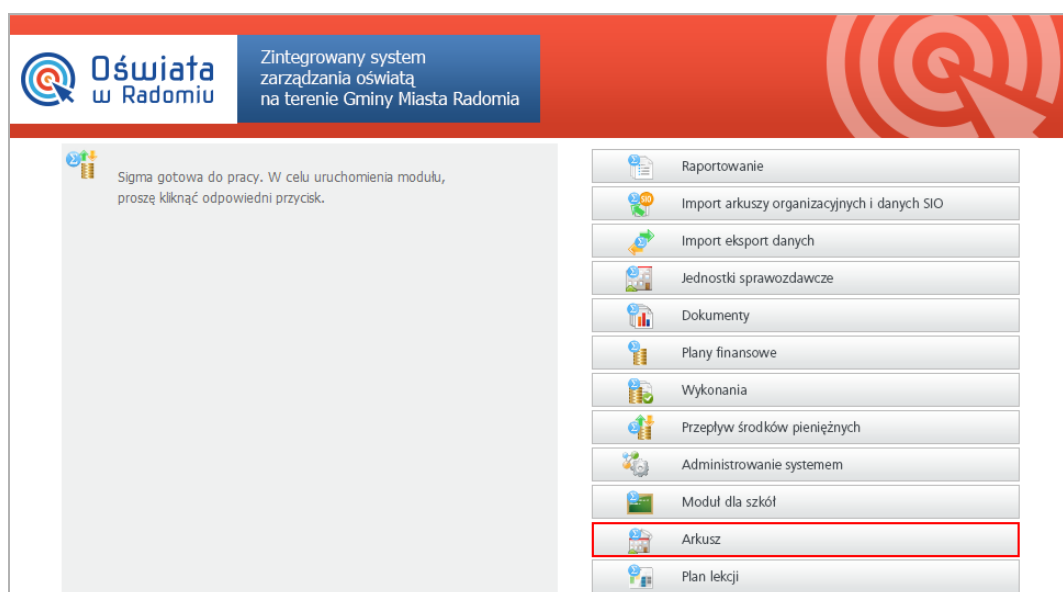 Oświata
w Radomiu
Zintegrowany system
zarządzania oświatą
na terenie Gminy Miasta Radomia
Sigma gotowa do pracy. W celu uruchomienia modułu,
proszę kliknąć odpowiedni przycisk.
Raportowanie
Import arkuszy organizacyjnych i danych SIO
Import eksport danych
Jednostki sprawozdawcze
Dokumenty
Plany finansowe
Wykonania
Przepływ środków pieniężnych
Administrowanie systemem
Moduł dla szkół
Arkusz
Plan lekcji